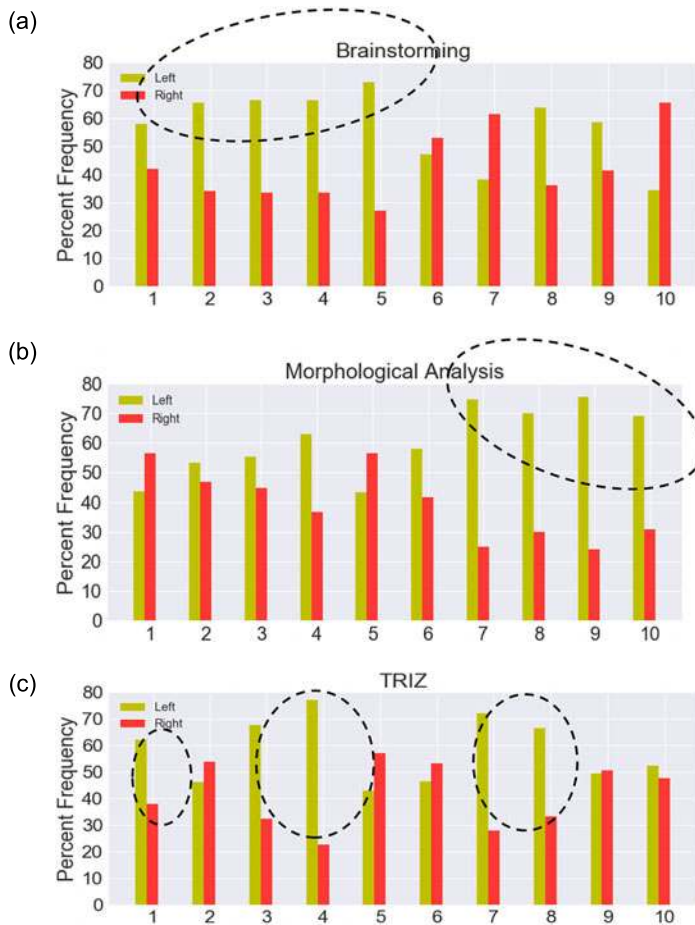 (a)
Brainstorming
80
70
60
50
40
30
20
10
0
Percent Frequency
Left
Right
1 2 3 4 5 6 7 8 9 10
(b)
Morphological Analysis
80
70
60
50
40
30
20
10
0
Percent Frequency
Left
Right
1 2 3 4 5 6 7 8 9 10
(c)
TRIZ
80
70
60
50
40
30
20
10
0
Percent Frequency
Left
Right
1 2 3 4 5 6 7 8 9 10